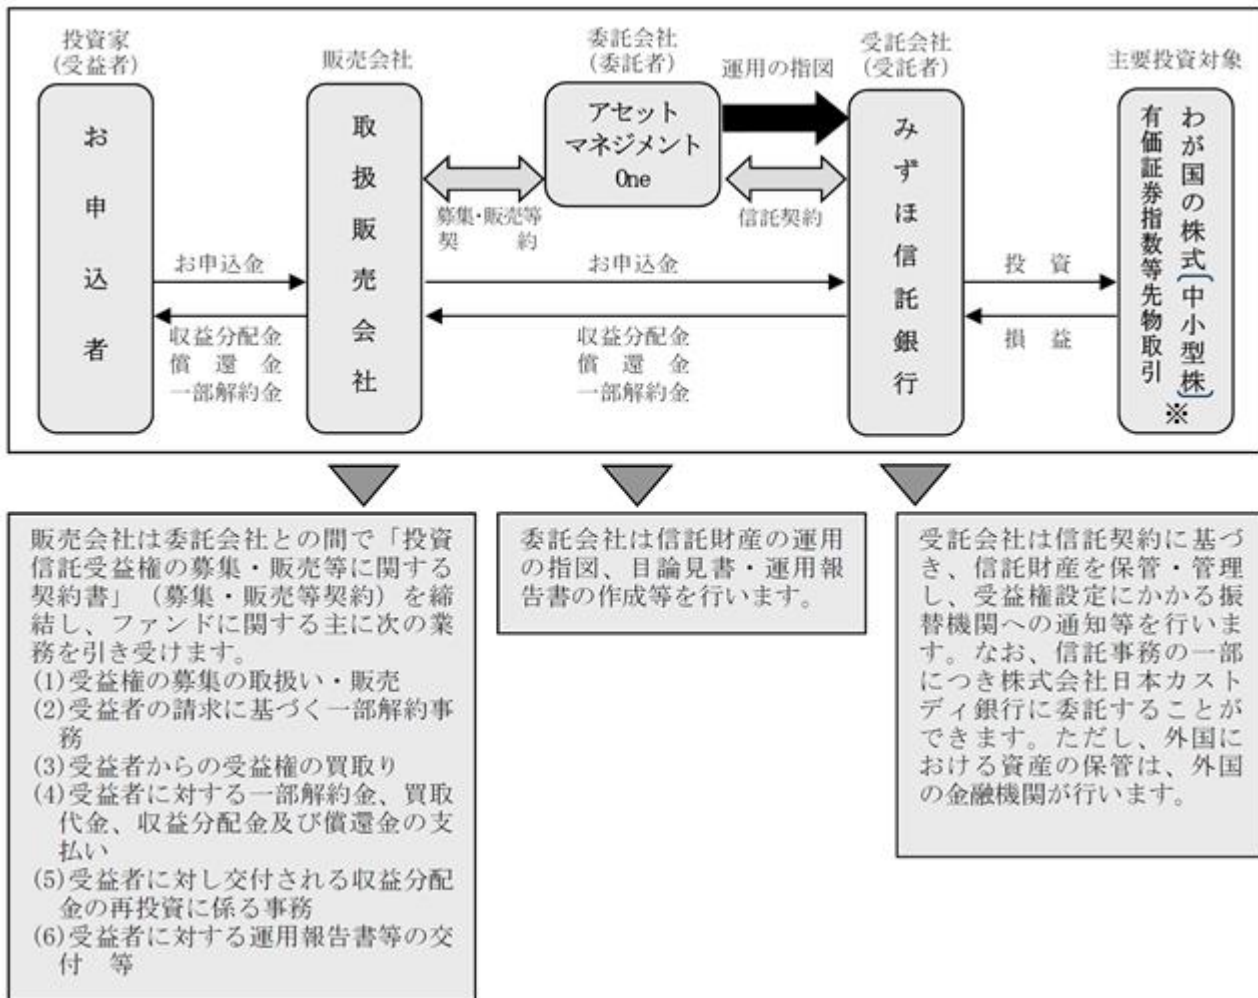 投資家
(受益者)
お申込者
販売会社
取扱販売会社
委託会社
(委託者)
アセット
マネジメント
One
運用の指図
受託会社
(受託者)
みずほ信託銀行
主要投資対象
わが国の株式(中小型株)※
有価証券指数等先物取引
募集・販売等
契約
信託契約
お申込金
収益分配金
償還金
一部解約金
お申込金
収益分配金
償還金
一部解約金
投資
損益
販売会社は委託会社との間で「投資
信託受益権の募集・販売等に関する
契約書」(募集・販売等契約)を締
結し、ファンドに関する主に次の業
務を引き受けます。
(1)受益権の募集の取扱い・販売
(2)受益者の請求に基づく一部解約事
務
(3)受益者からの受益権の買取り
(4)受益者に対する一部解約金、買取
代金、収益分配金及び償還金の支
払い
(5)受益者に対し交付される収益分配
金の再投資に係る事務
(6)受益者に対する運用報告書等の交
付 等
委託会社は信託財産の運用
の指図、目論見書・運用報
告書の作成等を行います。
受託会社は信託契約に基づ
き、信託財産を保管・管理
し、受益権設定にかかる振
替機関への通知等を行いま
す。なお、信託事務の一部
につき株式会社日本カスト
ディ銀行に委託することが
できます。ただし、外国に
おける資産の保管は、外国
の金融機関が行います。